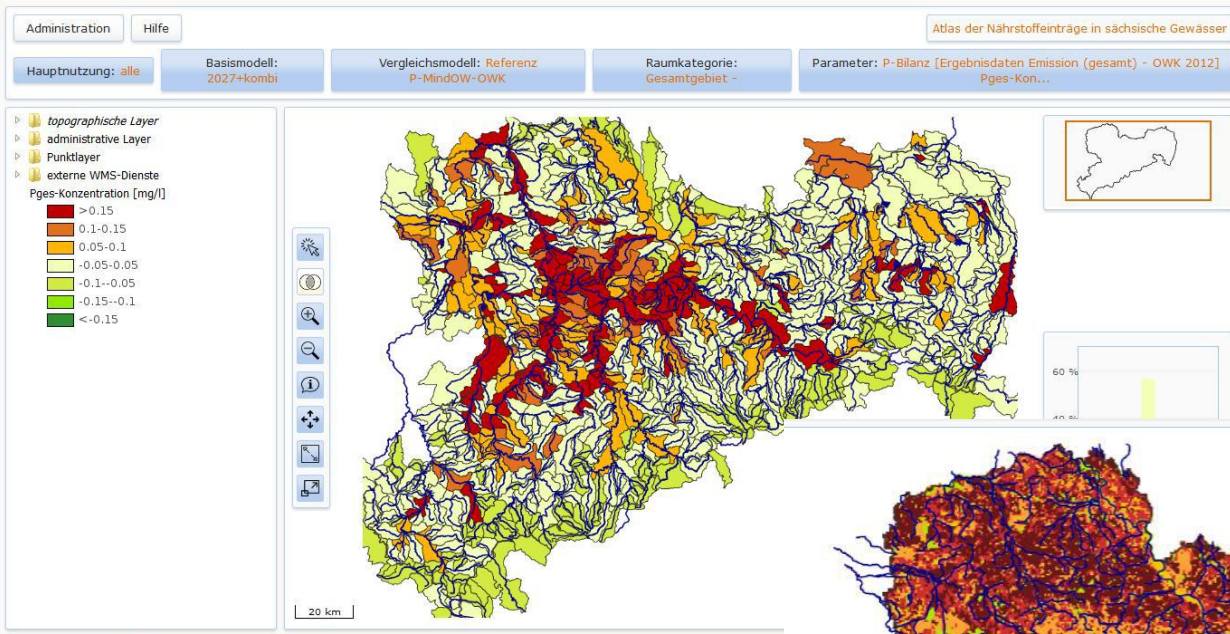 Administration
Hilfe
Atlas der Nährstoffeinträge in sächsische Gewässer
Hauptnutzung: alle
Basismodell:
2027+kombi
Vergleichsmodell: Referenz
P-MindOW-OWK
Raumkategorie:
Gesamtgebiet -
Parameter: P-Bilanz [Ergebnisdaten Emission (gesamt) - OWK 2012]
Pges-Kon...
topographische Layer
administrative Layer
Punktlayer
externe WMS-Dienste
Pges-Konzentration [mg/l]
>0.15
0.1-0.15
0.05-0.1
-0.05-0.05
-0.1--0.05
-0.15--0.1
<-0.15
20 km
60 %
40 %